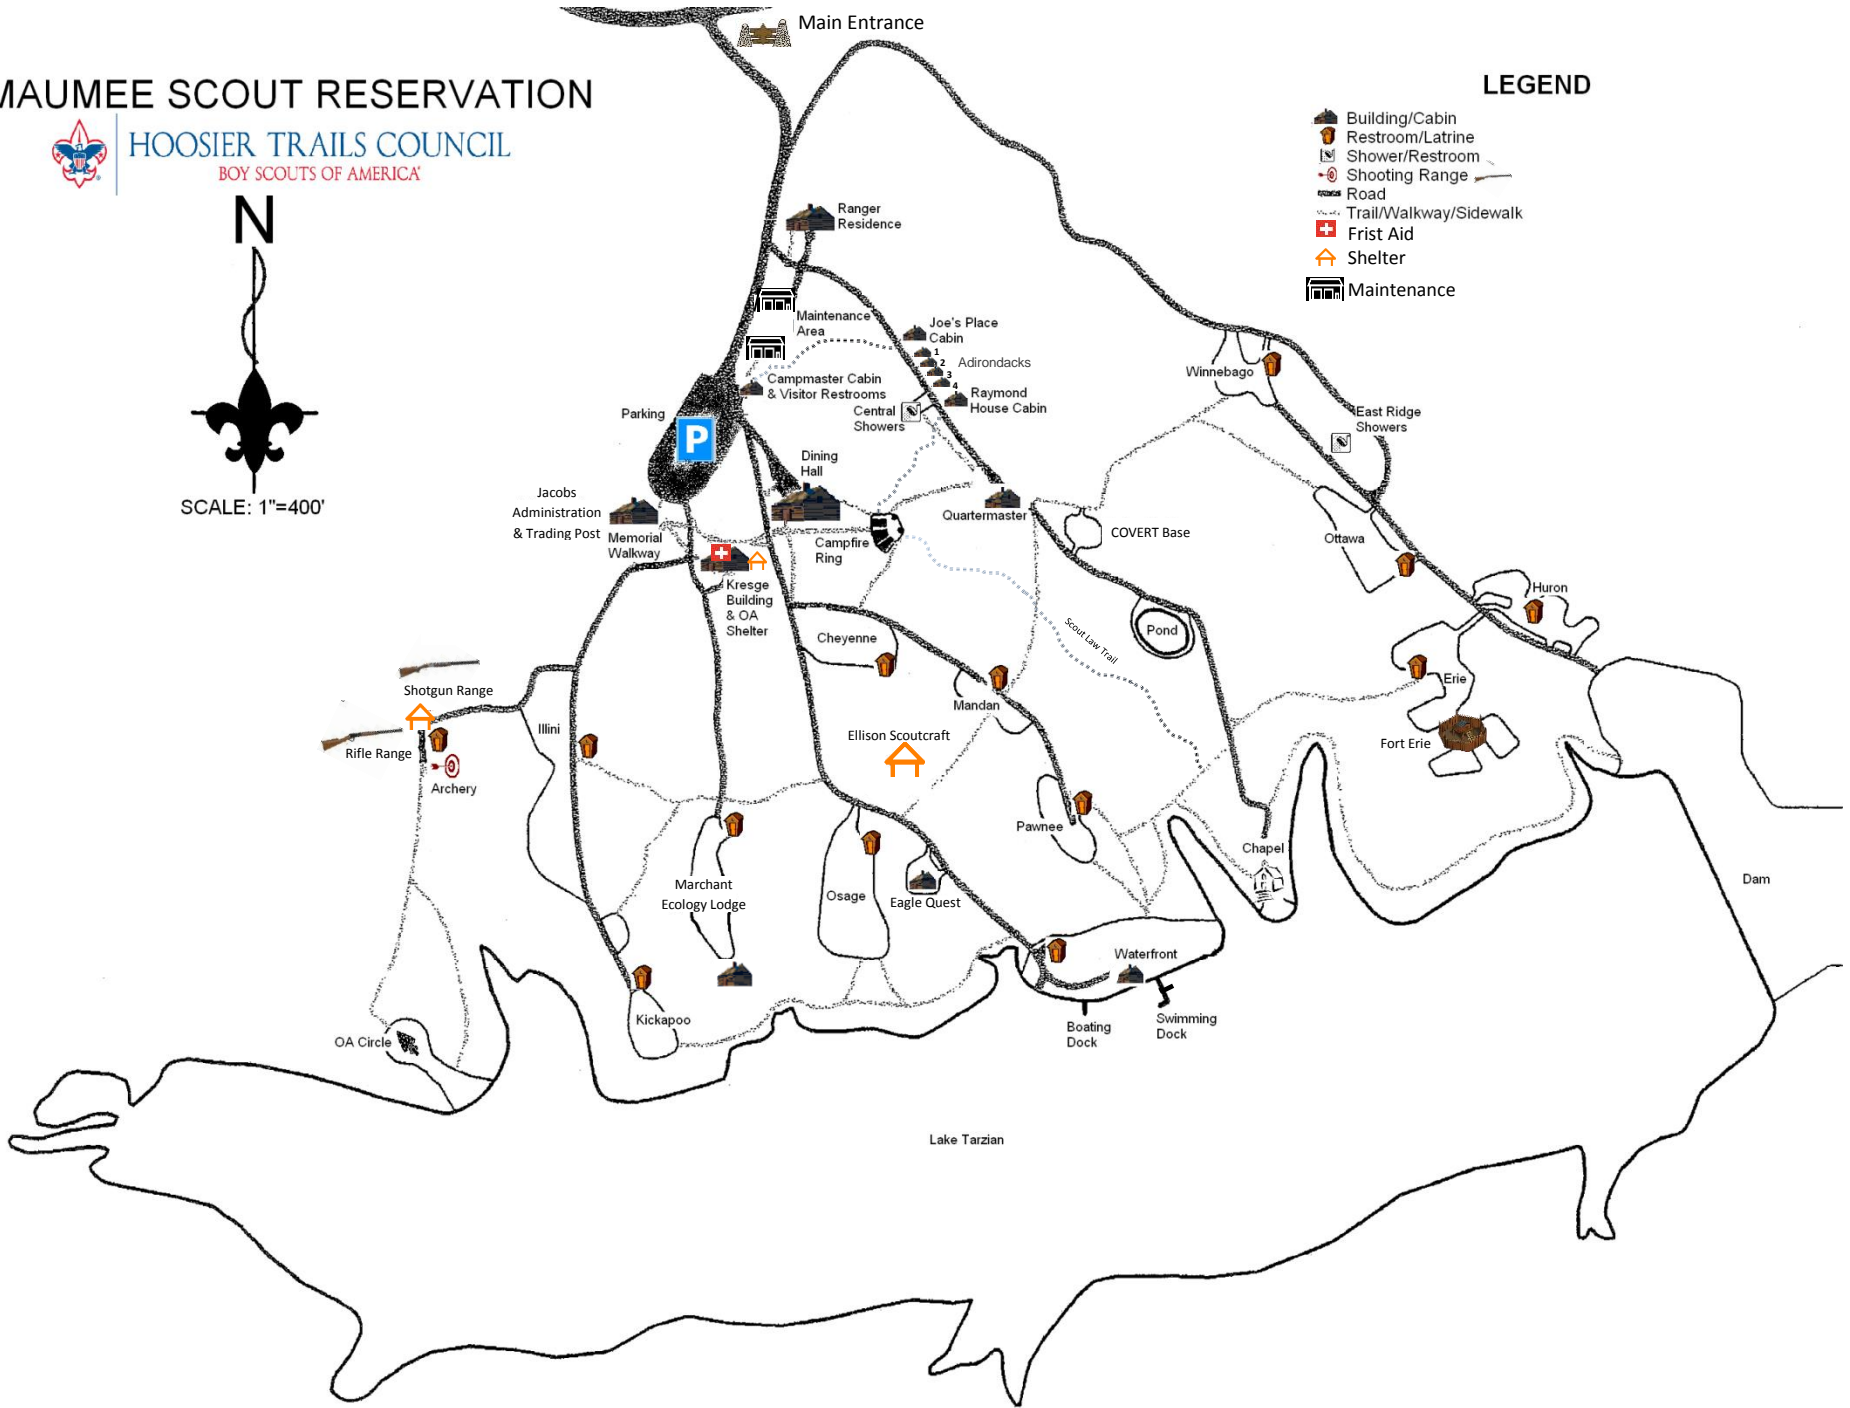 Main Entrance
MAUMEE SCOUT RESERVATION
HOOSIER TRAILS COUNCIL
BOY SCOUTS OF AMERICA
N
SCALE: 1"=400'
LEGEND
Building/Cabin
Restroom/Latrine
Shower/Restroom
Shooting Range
Road
Trail/Walkway/Sidewalk
Frist Aid
Shelter
Maintenance
Ranger
Residence
Maintenance
Area
Joe's Place
Cabin
1
2
3
4
Adirondacks
Campmaster Cabin
& Visitor Restrooms
Raymond
House Cabin
Central
Showers
Parking
P
Winnebago
East Ridge
Showers
Dining
Hall
Jacobs
Administration
& Trading Post
Memorial
Walkway
Quartermaster
Campfire
Ring
COVERT Base
Ottawa
Kresge
Building
& OA
Shelter
Huron
Cheyenne
Pond
Scout Law Trail
Shotgun Range
Rifle Range
Archery
Illini
Mandan
Erie
Fort Erie
Ellison Scoutcraft
Pawnee
Chapel
Marchant
Ecology Lodge
Osage
Eagle Quest
Dam
Waterfront
Kickapoo
OA Circle
Boating
Dock
Swimming
Dock
Lake Tarzian